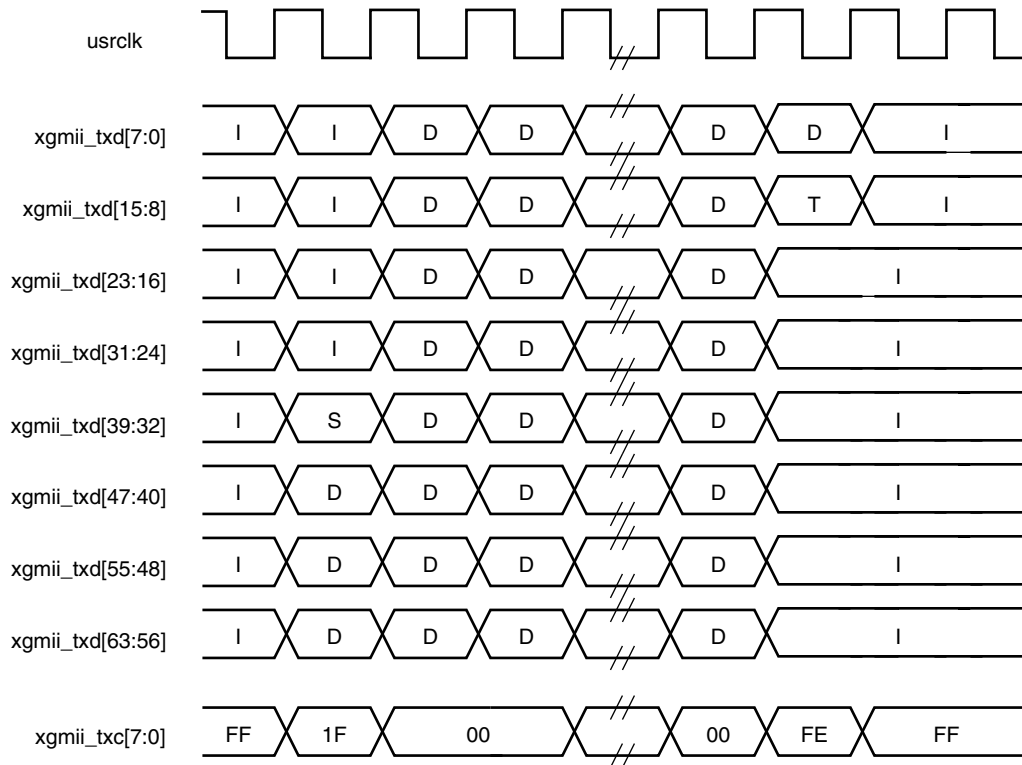 usrclk
xgmii_txd[7:0] I I D D D D I
xgmii_txd[15:8] I I D D D T I
xgmii_txd[23:16] I I D D D I
xgmii_txd[31:24] I I D D D I
xgmii_txd[39:32] I S D D D I
xgmii_txd[47:40] I D D D D I
xgmii_txd[55:48] I D D D D I
xgmii_txd[63:56] I D D D D I
xgmii_txc[7:0] FF 1F 00 00 FE FF